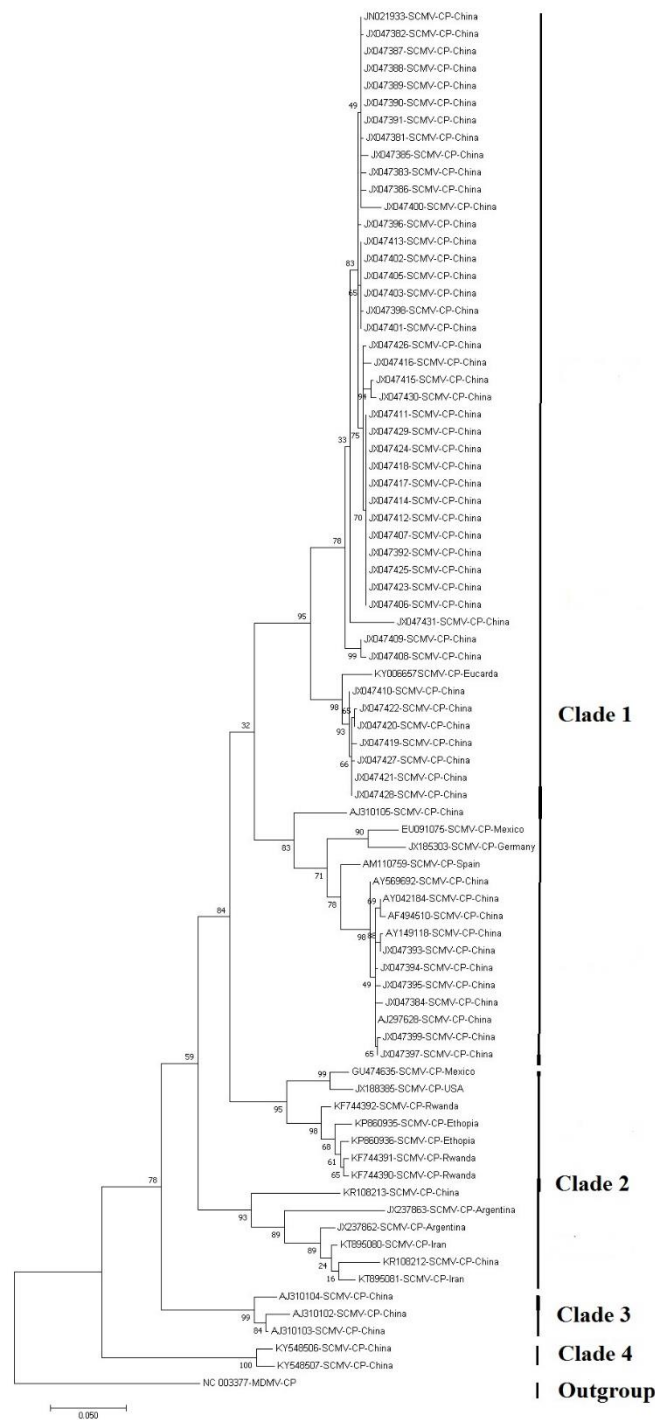 JN021933-SCMV-CP-China
JX047382-SCMV-CP-China
JX047387-SCMV-CP-China
JX047388-SCMV-CP-China
JX047389-SCMV-CP-China
JX047390-SCMV-CP-China
49
JX047391-SCMV-CP-China
JX047381-SCMV-CP-China
JX047385-SCMV-CP-China
JX047383-SCMV-CP-China
JX047386-SCMV-CP-China
JX047400-SCMV-CP-China
JX047396-SCMV-CP-China
JX047413-SCMV-CP-China
JX047402-SCMV-CP-China
83
JX047405-SCMV-CP-China
JX047403-SCMV-CP-China
65
JX047398-SCMV-CP-China
JX047401-SCMV-CP-China
JX047426-SCMV-CP-China
JX047416-SCMV-CP-China
JX047415-SCMV-CP-China
JX047430-SCMV-CP-China
JX047411-SCMV-CP-China
JX047429-SCMV-CP-China
33
75
JX047424-SCMV-CP-China
JX047418-SCMV-CP-China
JX047417-SCMV-CP-China
JX047414-SCMV-CP-China
JX047412-SCMV-CP-China
70
JX047407-SCMV-CP-China
78
JX047392-SCMV-CP-China
JX047425-SCMV-CP-China
JX047423-SCMV-CP-China
JX047406-SCMV-CP-China
95
JX047431-SCMV-CP-China
JX047409-SCMV-CP-China
99
JX047408-SCMV-CP-China
KY006657SCMV-CP-Eucarda
JX047410-SCMV-CP-China
98
65
JX047422-SCMV-CP-China
Clade 1
32
93
JX047420-SCMV-CP-China
JX047419-SCMV-CP-China
66
JX047427-SCMV-CP-China
JX047421-SCMV-CP-China
JX047428-SCMV-CP-China
AJ310105-SCMV-CP-China
90
EU091075-SCMV-CP-Mexico
83
JX185303-SCMV-CP-Germany
71
AM110759-SCMV-CP-Spain
AY569692-SCMV-CP-China
78
69
AY042184-SCMV-CP-China
84
AF494510-SCMV-CP-China
AY149118-SCMV-CP-China
98
88
JX047393-SCMV-CP-China
JX047394-SCMV-CP-China
49
JX047395-SCMV-CP-China
JX047384-SCMV-CP-China
AJ297628-SCMV-CP-China
JX047399-SCMV-CP-China
59
65
JX047397-SCMV-CP-China
99
GU474635-SCMV-CP-Mexico
JX188385-SCMV-CP-USA
95
KF744392-SCMV-CP-Rwanda
98
KP860935-SCMV-CP-Ethopia
68
KP860936-SCMV-CP-Ethopia
61
KF744391-SCMV-CP-Rwanda
78
65
KF744390-SCMV-CP-Rwanda
Clade 2
KR108213-SCMV-CP-China
93
JX237863-SCMV-CP-Argentina
89
JX237862-SCMV-CP-Argentina
89
KT895080-SCMV-CP-Iran
24
KR108212-SCMV-CP-China
16
KT895081-SCMV-CP-Iran
AJ310104-SCMV-CP-China
99
AJ310102-SCMV-CP-China
Clade 3
84
AJ310103-SCMV-CP-China
KY548506-SCMV-CP-China
Clade 4
100
KY548507-SCMV-CP-China
NC 003377-MDMV-CP
Outgroup
0.050